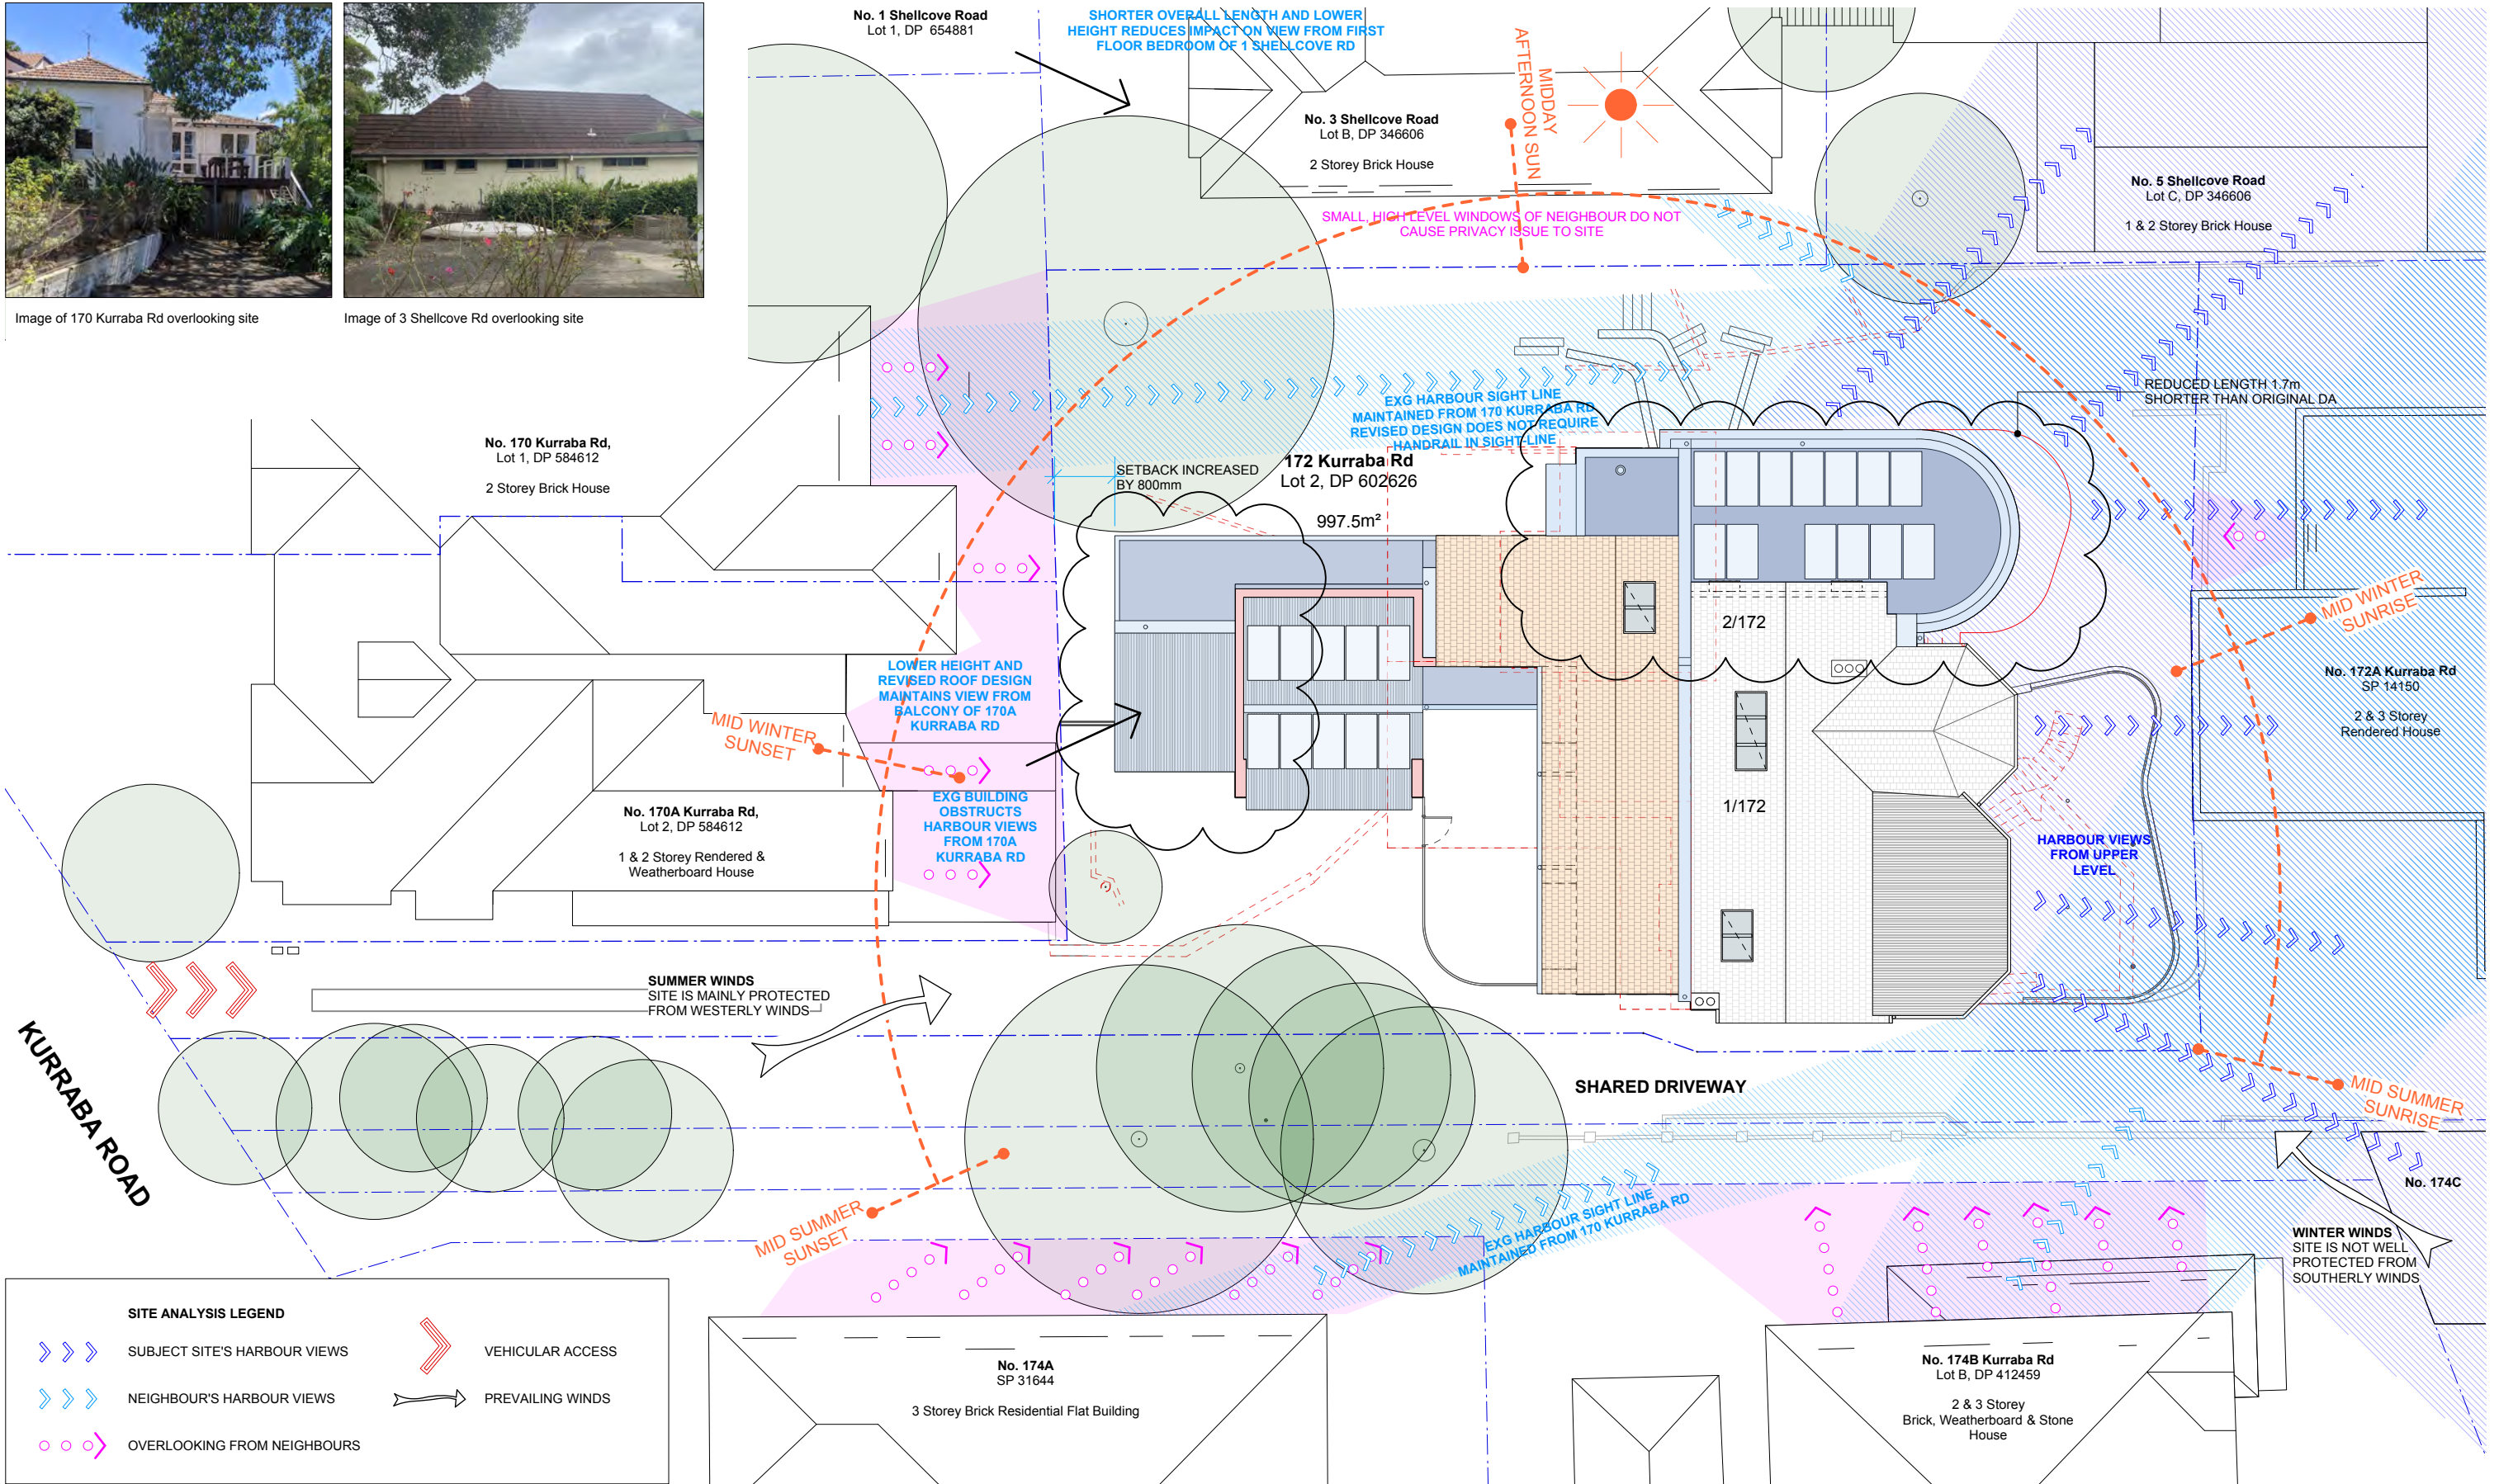 No. 1 Shellcove Road
Lot 1, DP 654881
SHORTER OVERALL LENGTH AND LOWER
HEIGHT REDUCES IMPACT ON VIEW FROM FIRST
FLOOR BEDROOM OF 1 SHELLCOVE RD
MIDDAY
AFTERNOON SUN
No. 3 Shellcove Road
Lot B, DP 346606
2 Storey Brick House
No. 5 Shellcove Road
Lot C, DP 346606
1 & 2 Storey Brick House
SMALL, HIGH LEVEL WINDOWS OF NEIGHBOUR DO NOT
CAUSE PRIVACY ISSUE TO SITE
Image of 170 Kurraba Rd overlooking site
Image of 3 Shellcove Rd overlooking site
REDUCED LENGTH 1.7m
SHORTER THAN ORIGINAL DA
EXG HARBOUR SIGHT LINE
MAINTAINED FROM 170 KURRABA RD
REVISED DESIGN DOES NOT REQUIRE
HANDRAIL IN SIGHT-LINE
No. 170 Kurraba Rd,
Lot 1, DP 584612
2 Storey Brick House
SETBACK INCREASED
BY 800mm
172 Kurraba Rd
Lot 2, DP 602626
997.5m²
MID WINTER
SUNRISE
2/172
1/172
LOWER HEIGHT AND
REVISED ROOF DESIGN
MAINTAINS VIEW FROM
BALCONY OF 170A
KURRABA RD
No. 172A Kurraba Rd
SP 14150
2 & 3 Storey
Rendered House
MID WINTER
SUNSET
EXG BUILDING
OBSTRUCTS
HARBOUR VIEWS
FROM 170A
KURRABA RD
No. 170A Kurraba Rd,
Lot 2, DP 584612
1 & 2 Storey Rendered &
Weatherboard House
HARBOUR VIEWS
FROM UPPER
LEVEL
SUMMER WINDS
SITE IS MAINLY PROTECTED
FROM WESTERLY WINDS
KURRABA ROAD
SHARED DRIVEWAY
MID SUMMER
SUNRISE
No. 174C
MID SUMMER
SUNSET
EXG HARBOUR SIGHT LINE
MAINTAINED FROM 170 KURRABA RD
WINTER WINDS
SITE IS NOT WELL
PROTECTED FROM
SOUTHERLY WINDS
SITE ANALYSIS LEGEND
SUBJECT SITE'S HARBOUR VIEWS
VEHICULAR ACCESS
NEIGHBOUR'S HARBOUR VIEWS
PREVAILING WINDS
OVERLOOKING FROM NEIGHBOURS
No. 174A
SP 31644
3 Storey Brick Residential Flat Building
No. 174B Kurraba Rd
Lot B, DP 412459
2 & 3 Storey
Brick, Weatherboard & Stone
House